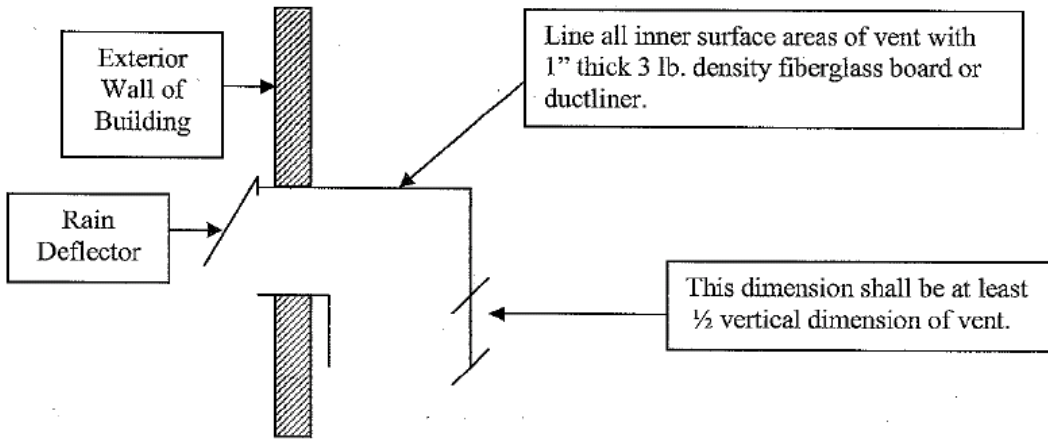 Exterior
Wall of
Building
Line all inner surface areas of vent with
1” thick 3 lb. density fiberglass board or
ductliner.
Rain
Deflector
This dimension shall be at least
½ vertical dimension of vent.